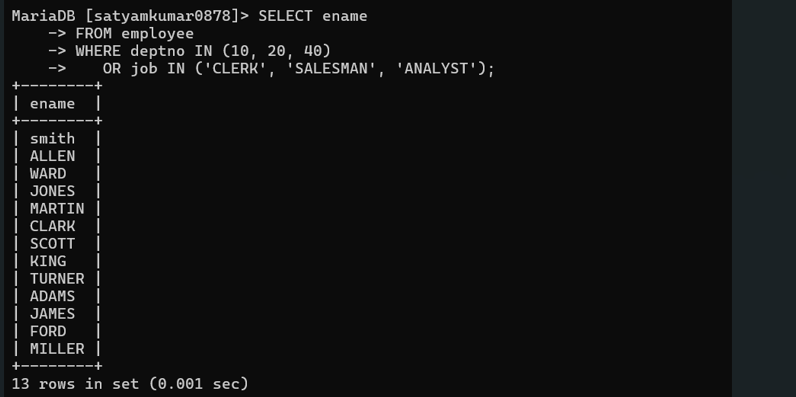 MariaDB [satyamkumar0878]> SELECT ename
    -> FROM employee
    -> WHERE deptno IN (10, 20, 40)
    ->    OR job IN ('CLERK', 'SALESMAN', 'ANALYST');
+--------+
| ename  |
+--------+
| smith  |
| ALLEN  |
| WARD   |
| JONES  |
| MARTIN |
| CLARK  |
| SCOTT  |
| KING   |
| TURNER |
| ADAMS  |
| JAMES  |
| FORD   |
| MILLER |
+--------+
13 rows in set (0.001 sec)